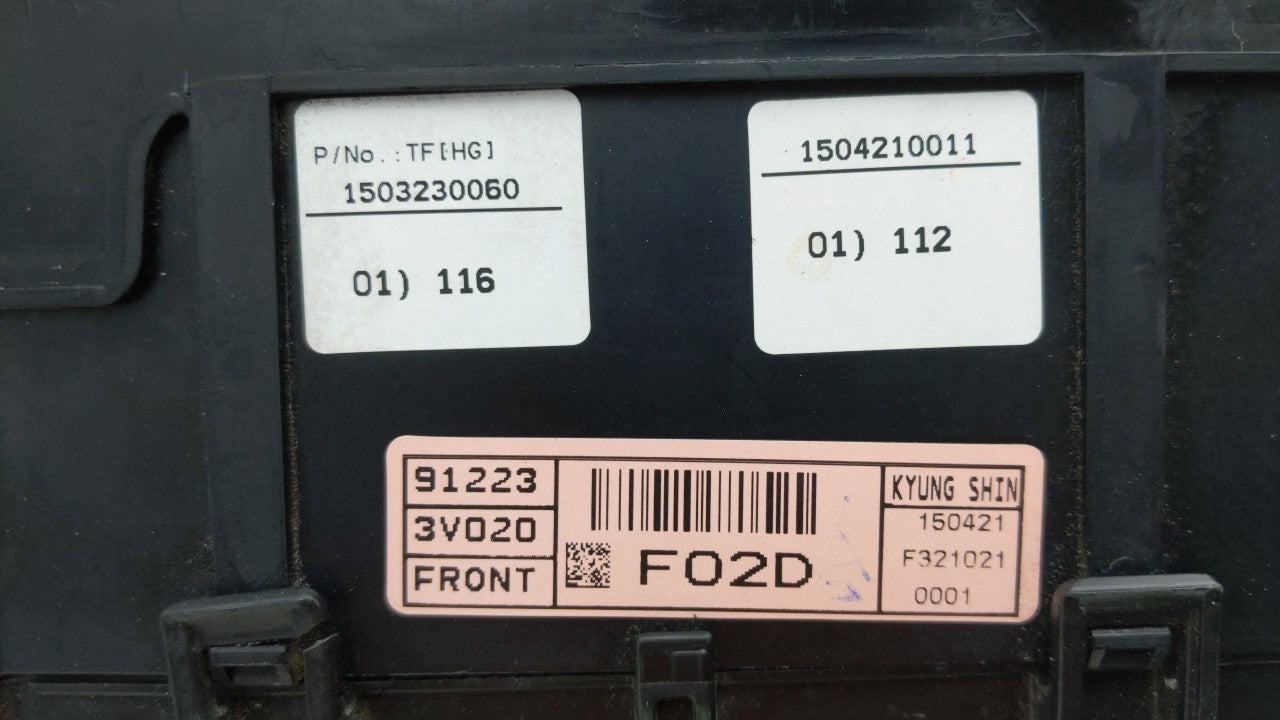 P/No.:TF[HG]
1503230060
01) 116
1504210011
01) 112
91223
3V020
FRONT
F02D
KYUNG SHIN
150421
F321021
0001